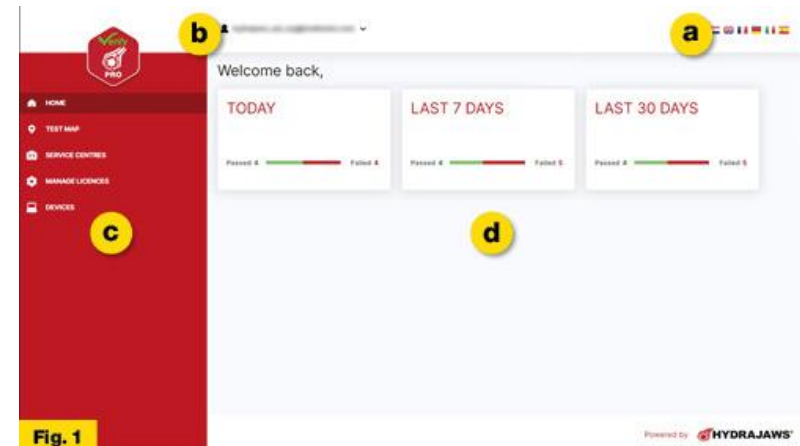 b
a
Verify
PRO
Welcome back,
HOME
TEST MAP
SERVICE CENTRES
MANAGE LICENCES
DEVICES
TODAY
Passed 4 Failed 4
LAST 7 DAYS
Passed 4 Failed 5
LAST 30 DAYS
Passed 4 Failed 5
c
d
Fig. 1
Powered by HYDRAJAWS